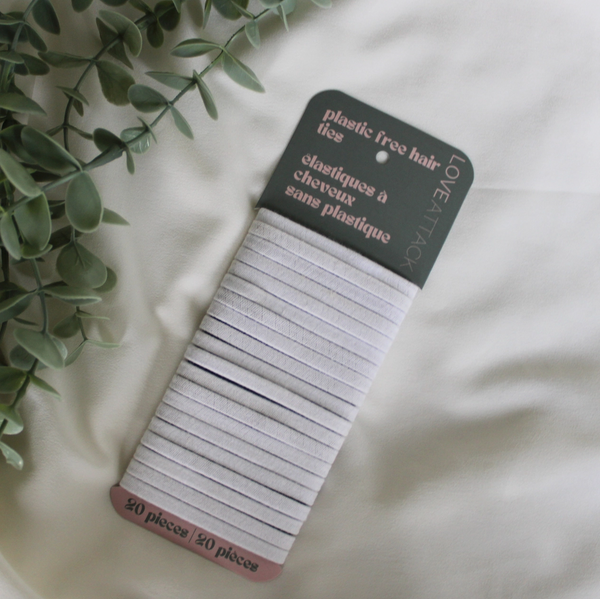 plastic free hair
ties
élastiques à
cheveux
sans plastique
LOVEATTACK
20 pieces | 20 pièces